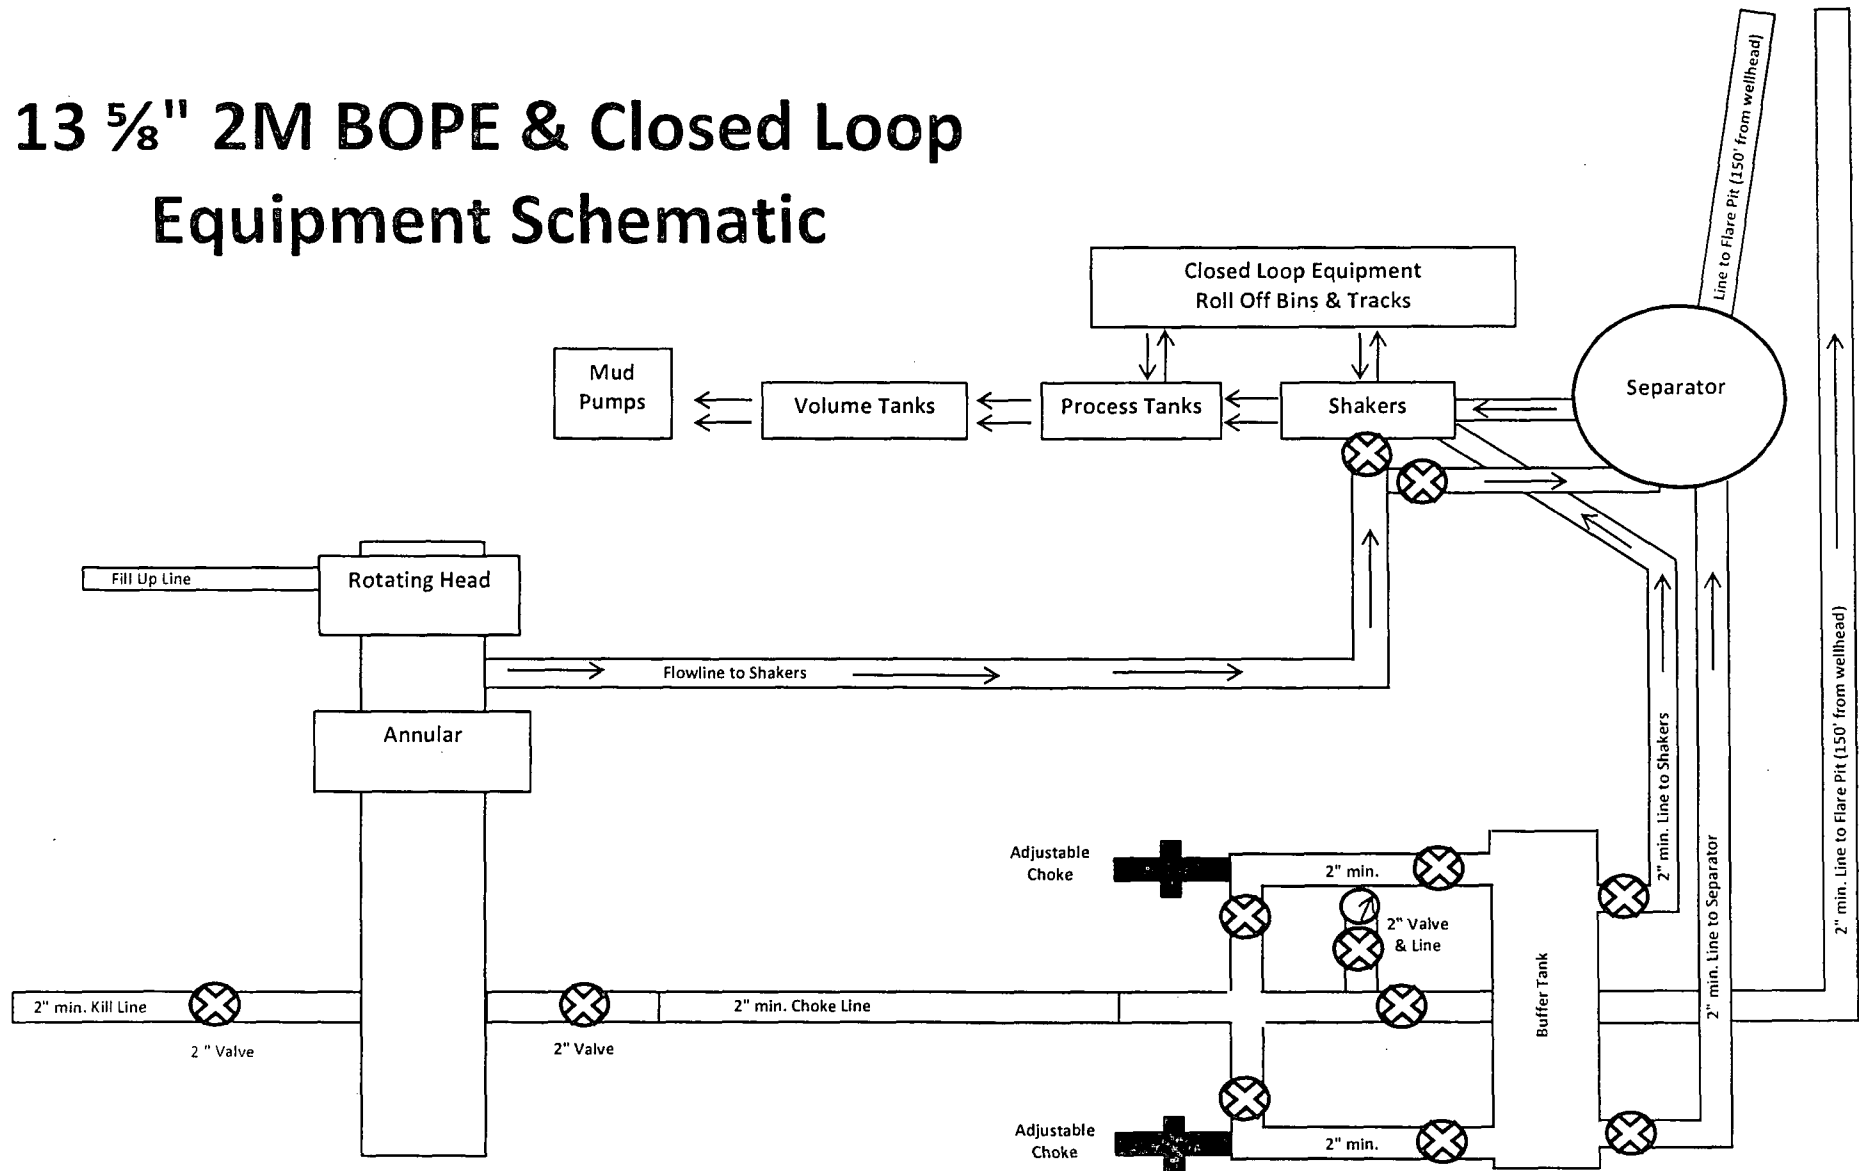 13 ⅝" 2M BOPE & Closed Loop
Equipment Schematic
Line to Flare Pit (150' from wellhead)
Closed Loop Equipment
Roll Off Bins & Tracks
Mud
Pumps
Volume Tanks
Process Tanks
Shakers
Separator
Fill Up Line
Rotating Head
Flowline to Shakers
Annular
2" min. Line to Shakers
2" min. Line to Separator
2" min. Line to Flare Pit (150' from wellhead)
Adjustable
Choke
2" min.
2" Valve
& Line
Buffer Tank
2" min. Kill Line
2" min. Choke Line
2 " Valve
2" Valve
Adjustable
Choke
2" min.